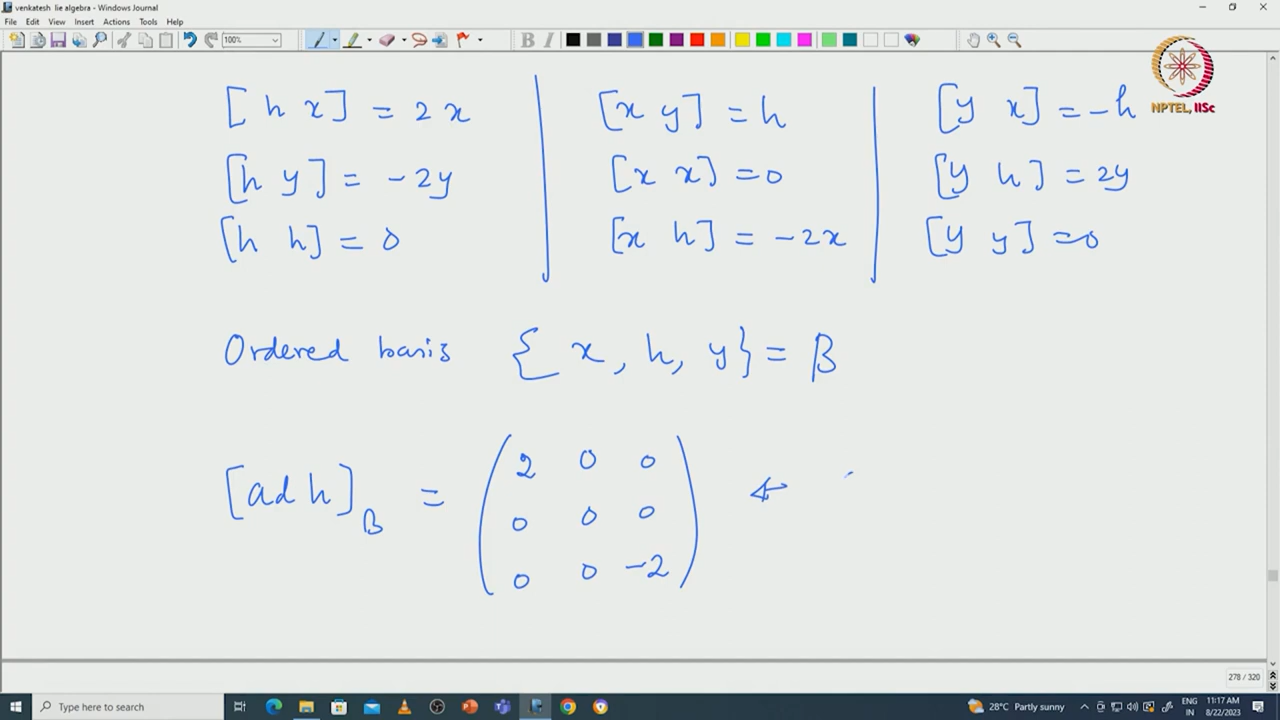 venkatesh lie algebra - Windows Journal
File Edit View Insert Actions Tools Help
100%
NPTEL, IISc
[h x] = 2x [x y] = h [y x] = -h
[h y] = -2y [x x] = 0 [y h] = 2y
[h h] = 0 [x h] = -2x [y y] = 0
Ordered basis { x, h, y} = β
[ad h]β = ( 2 0 0
0 0 0
0 0 -2 ) ←
278 / 320
Type here to search
28°C Partly sunny
ENG
IN
11:17 AM
8/22/2023